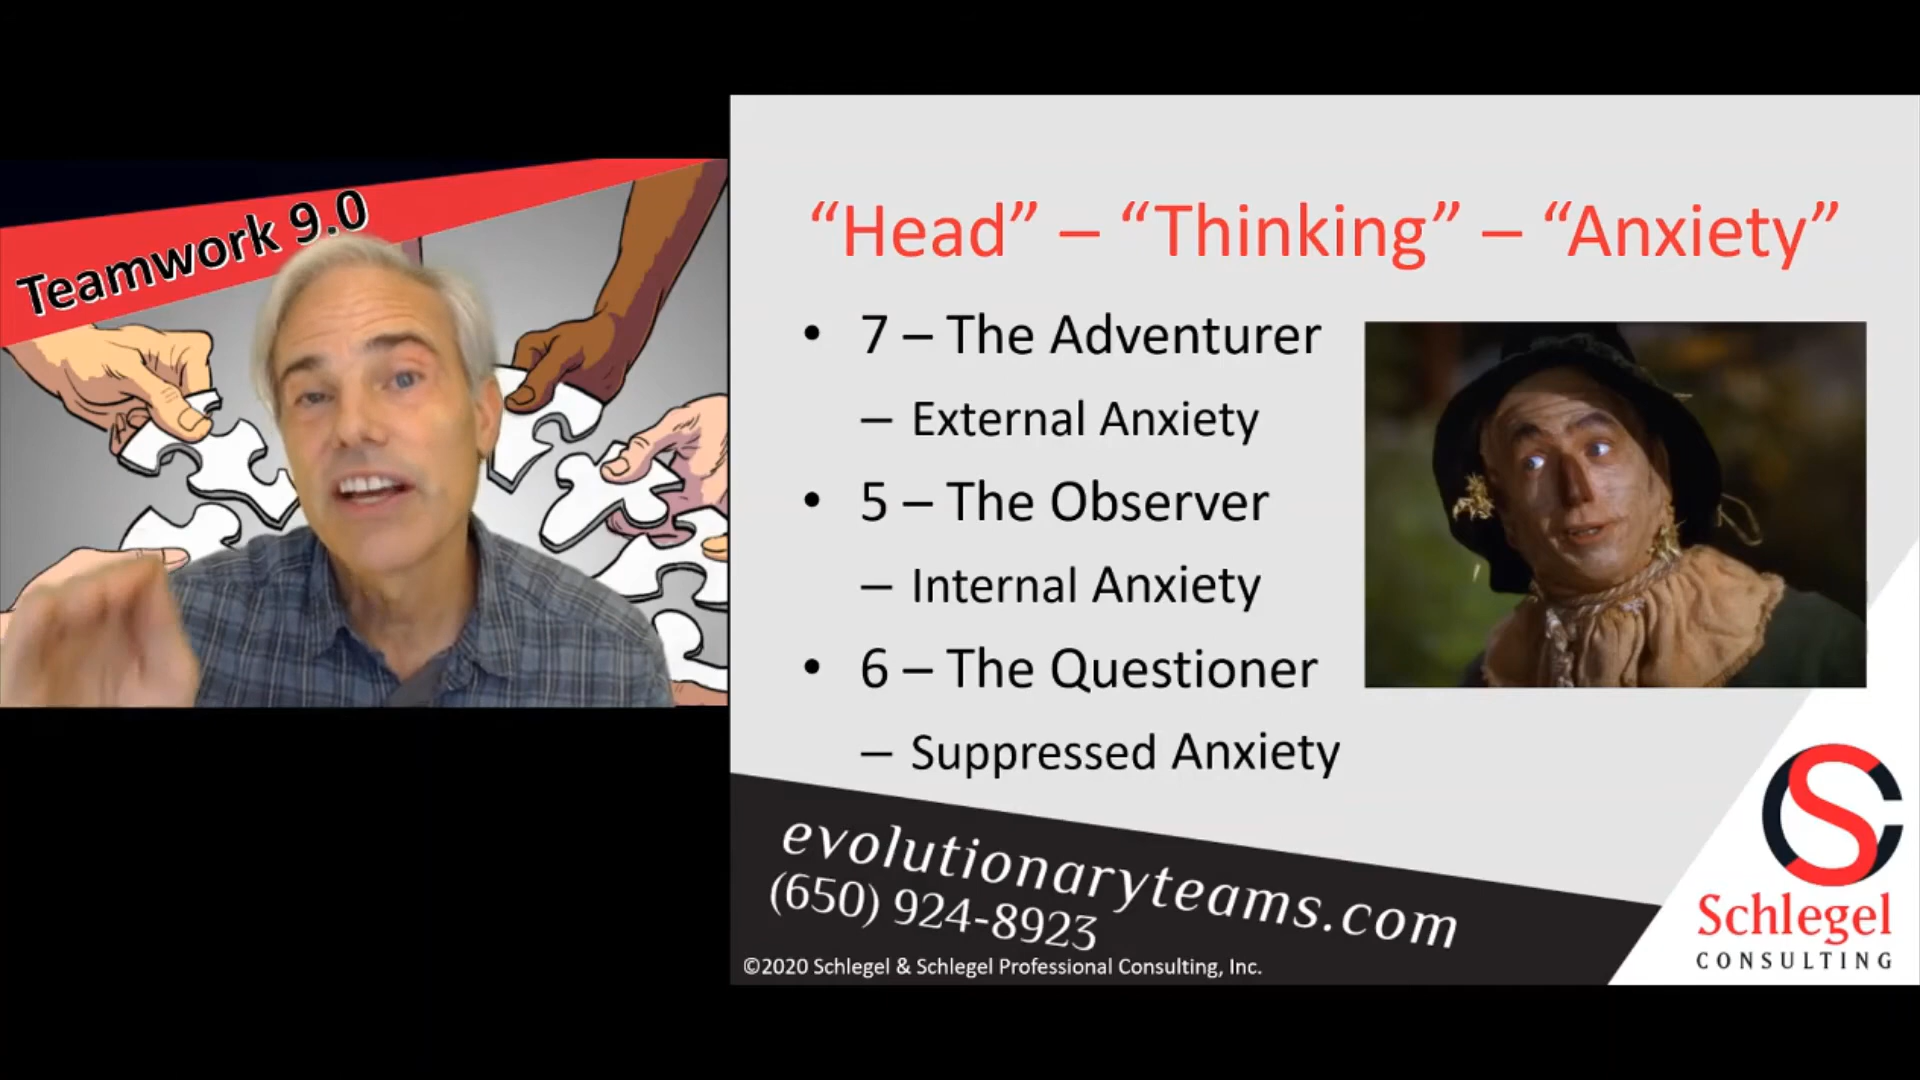 Teamwork 9.0
“Head” – “Thinking” – “Anxiety”
• 7 – The Adventurer
– External Anxiety
• 5 – The Observer
– Internal Anxiety
• 6 – The Questioner
– Suppressed Anxiety
evolutionaryteams.com
(650) 924-8923
©2020 Schlegel & Schlegel Professional Consulting, Inc.
SC
Schlegel
CONSULTING